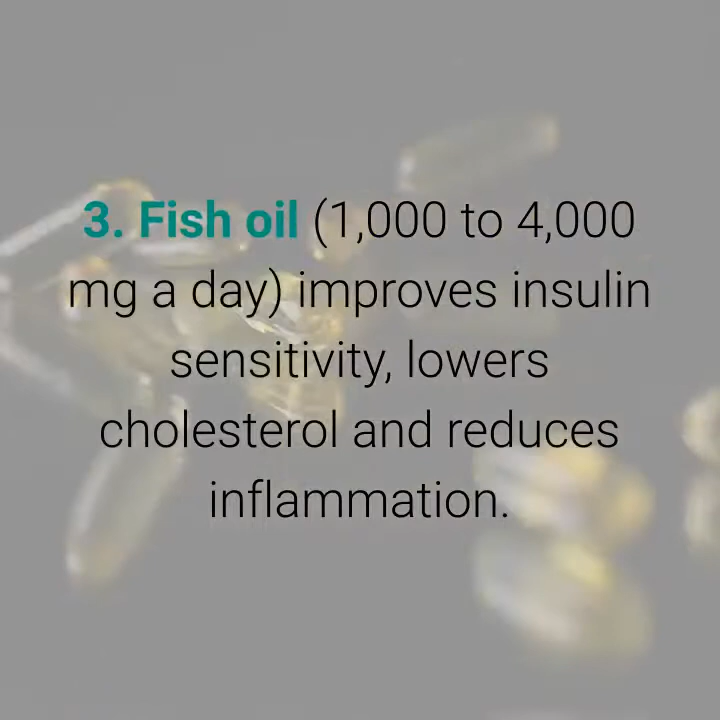 3. Fish oil (1,000 to 4,000
mg a day) improves insulin
sensitivity, lowers
cholesterol and reduces
inflammation.